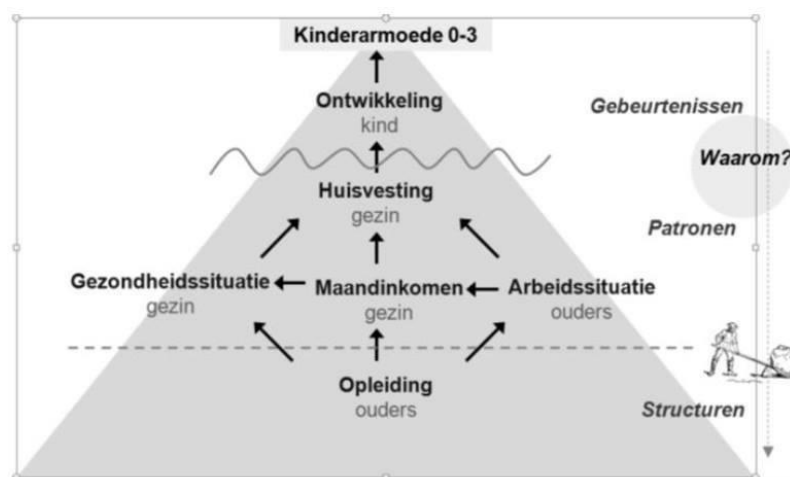 Kinderarmoede 0-3
Ontwikkeling
kind
Gebeurtenissen
Waarom?
Huisvesting
gezin
Patronen
Gezondheidssituatie
gezin
Maandinkomen
gezin
Arbeidssituatie
ouders
Opleiding
ouders
Structuren